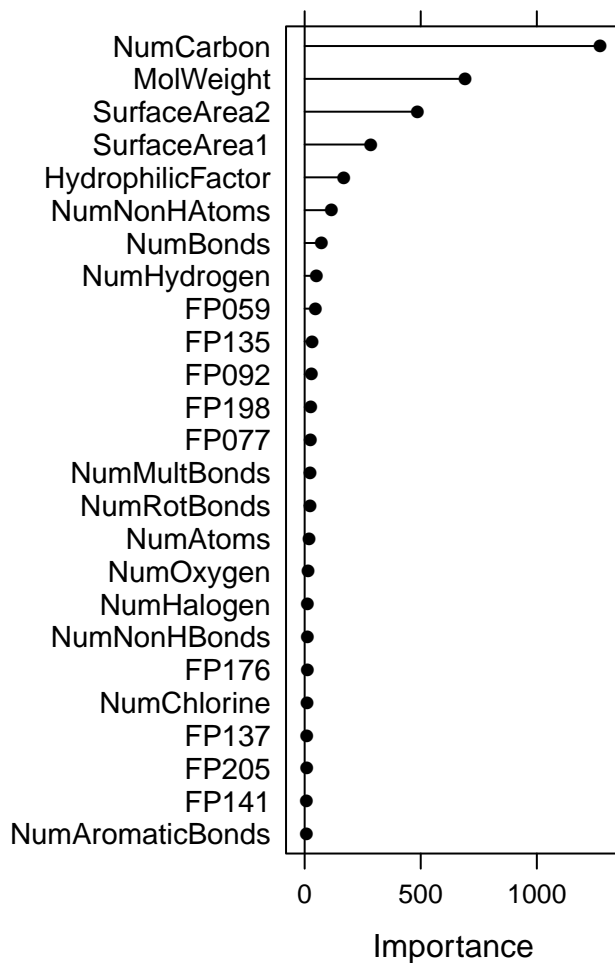 NumCarbon
MolWeight
SurfaceArea2
SurfaceArea1
HydrophilicFactor
NumNonHAtoms
NumBonds
NumHydrogen
FP059
FP135
FP092
FP198
FP077
NumMultBonds
NumRotBonds
NumAtoms
NumOxygen
NumHalogen
NumNonHBonds
FP176
NumChlorine
FP137
FP205
FP141
NumAromaticBonds
0 500 1000
Importance